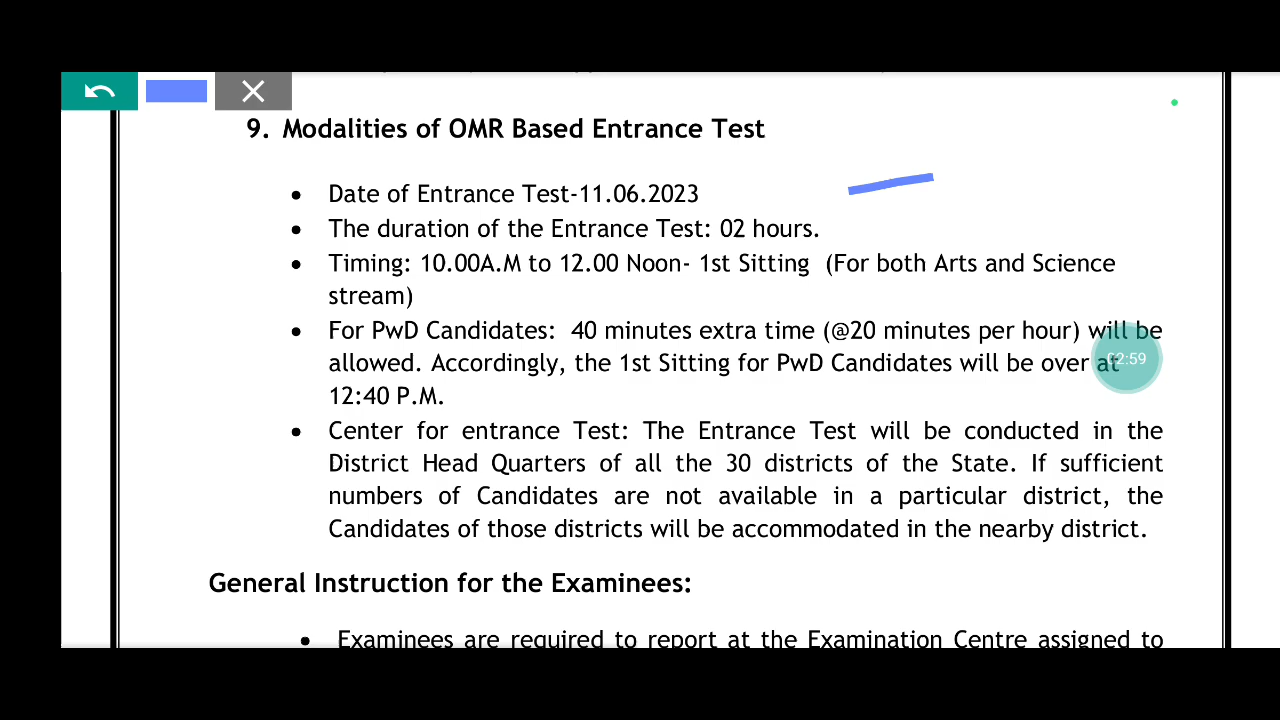 9. Modalities of OMR Based Entrance Test
• Date of Entrance Test-11.06.2023
• The duration of the Entrance Test: 02 hours.
• Timing: 10.00A.M to 12.00 Noon- 1st Sitting (For both Arts and Science
stream)
• For PwD Candidates: 40 minutes extra time (@20 minutes per hour) will be
allowed. Accordingly, the 1st Sitting for PwD Candidates will be over at
02:59
12:40 P.M.
• Center for entrance Test: The Entrance Test will be conducted in the
District Head Quarters of all the 30 districts of the State. If sufficient
numbers of Candidates are not available in a particular district, the
Candidates of those districts will be accommodated in the nearby district.
General Instruction for the Examinees:
• Examinees are required to report at the Examination Centre assigned to